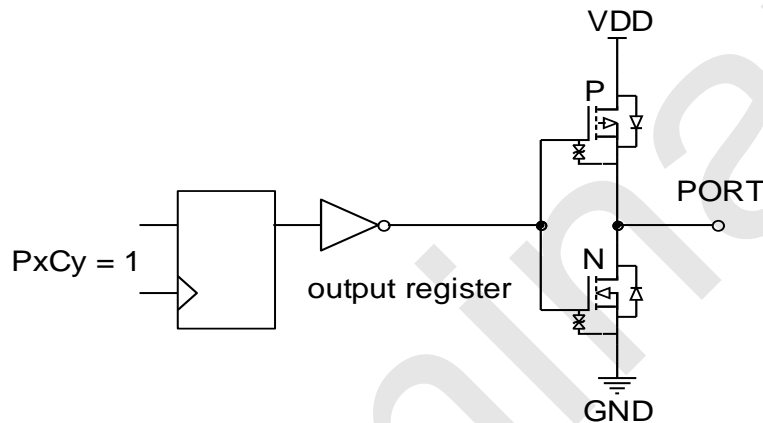 VDD
P
PORT
PxCy = 1
N
output register
GND